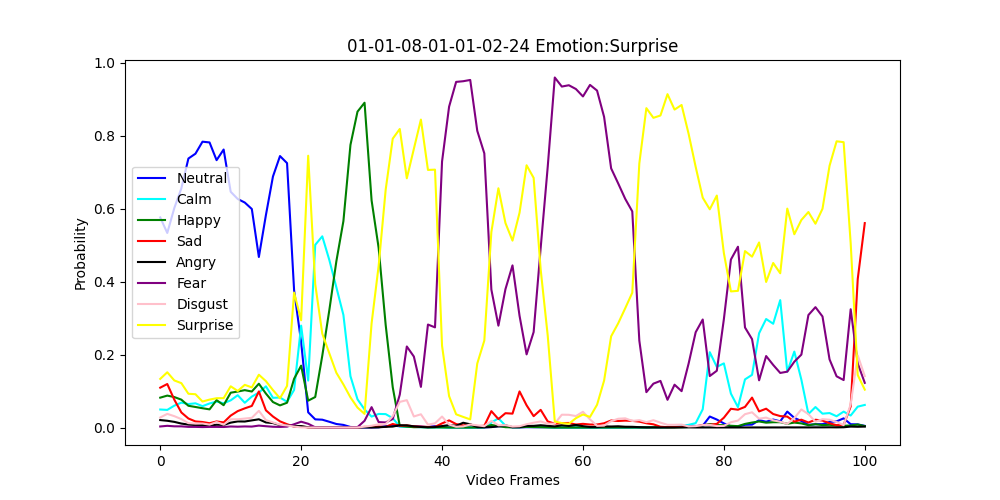 01-01-08-01-01-02-24 Emotion:Surprise
1.0
0.8
0.6
0.4
0.2
0.0
Probability
Neutral
Calm
Happy
Sad
Angry
Fear
Disgust
Surprise
0 20 40 60 80 100
Video Frames